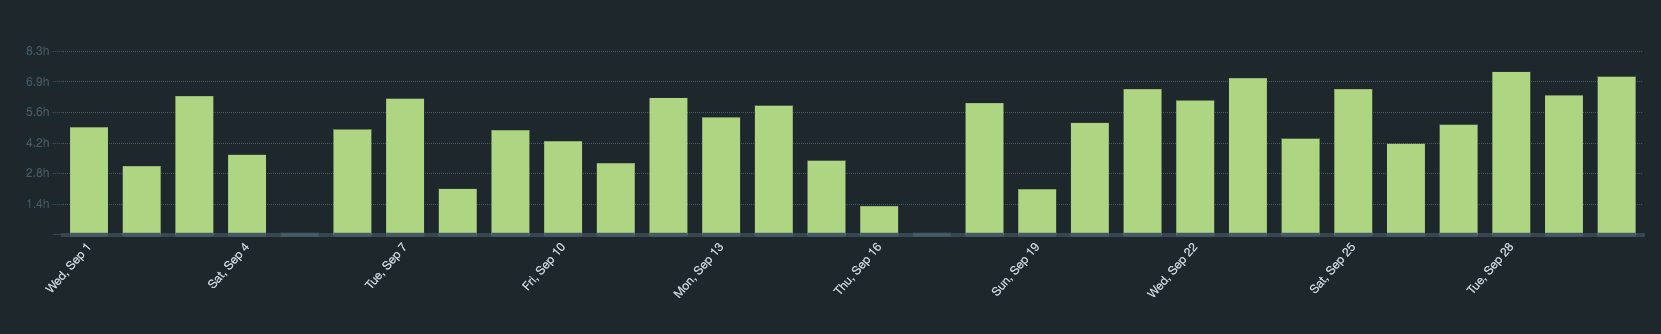 8.3h
6.9h
5.6h
4.2h
2.8h
1.4h
Wed, Sep 1
Sat, Sep 4
Tue, Sep 7
Fri, Sep 10
Mon, Sep 13
Thu, Sep 16
Sun, Sep 19
Wed, Sep 22
Sat, Sep 25
Tue, Sep 28